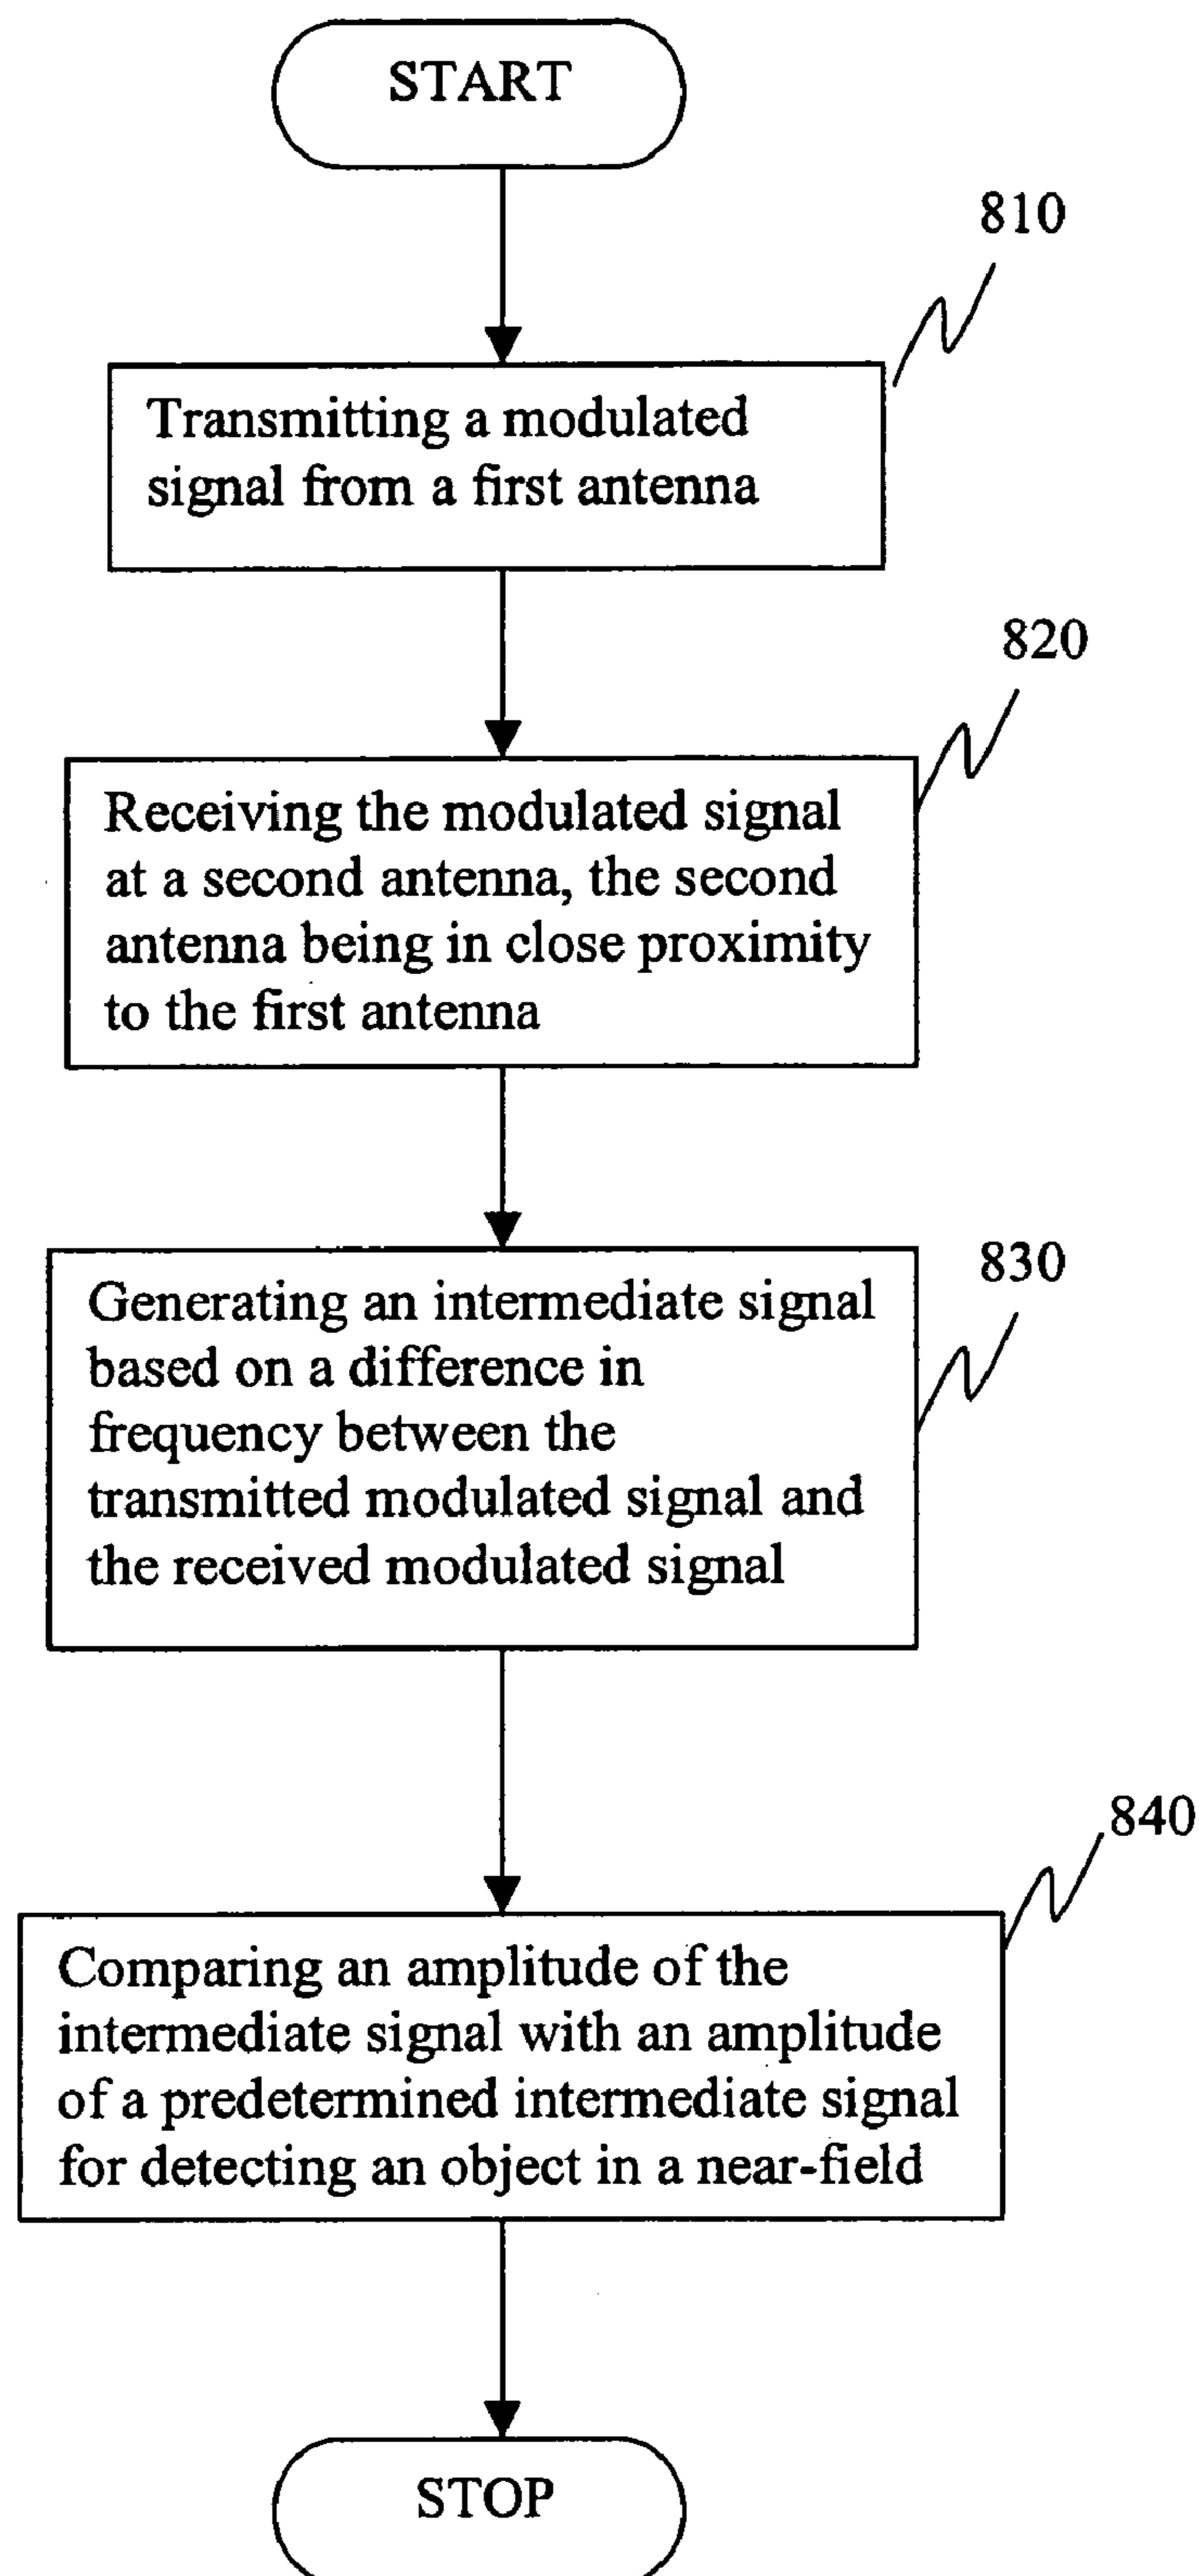 START
810
Transmitting a modulated
signal from a first antenna
820
Receiving the modulated signal
at a second antenna, the second
antenna being in close proximity
to the first antenna
830
Generating an intermediate signal
based on a difference in
frequency between the
transmitted modulated signal and
the received modulated signal
840
Comparing an amplitude of the
intermediate signal with an amplitude
of a predetermined intermediate signal
for detecting an object in a near-field
STOP